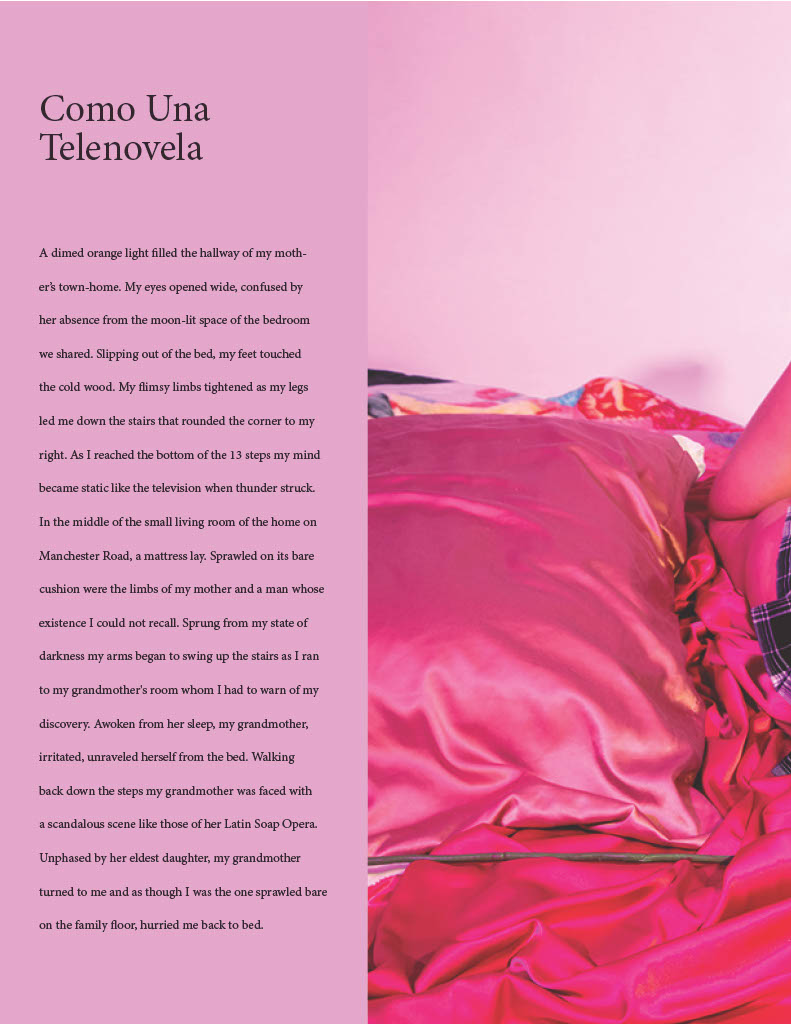 Como Una
Telenovela
A dimed orange light filled the hallway of my moth-
er's town-home. My eyes opened wide, confused by
her absence from the moon-lit space of the bedroom
we shared. Slipping out of the bed, my feet touched
the cold wood. My flimsy limbs tightened as my legs
led me down the stairs that rounded the corner to my
right. As I reached the bottom of the 13 steps my mind
became static like the television when thunder struck.
In the middle of the small living room of the home on
Manchester Road, a mattress lay. Sprawled on its bare
cushion were the limbs of my mother and a man whose
existence I could not recall. Sprung from my state of
darkness my arms began to swing up the stairs as I ran
to my grandmother's room whom I had to warn of my
discovery. Awoken from her sleep, my grandmother,
irritated, unraveled herself from the bed. Walking
back down the steps my grandmother was faced with
a scandalous scene like those of her Latin Soap Opera.
Unphased by her eldest daughter, my grandmother
turned to me and as though I was the one sprawled bare
on the family floor, hurried me back to bed.